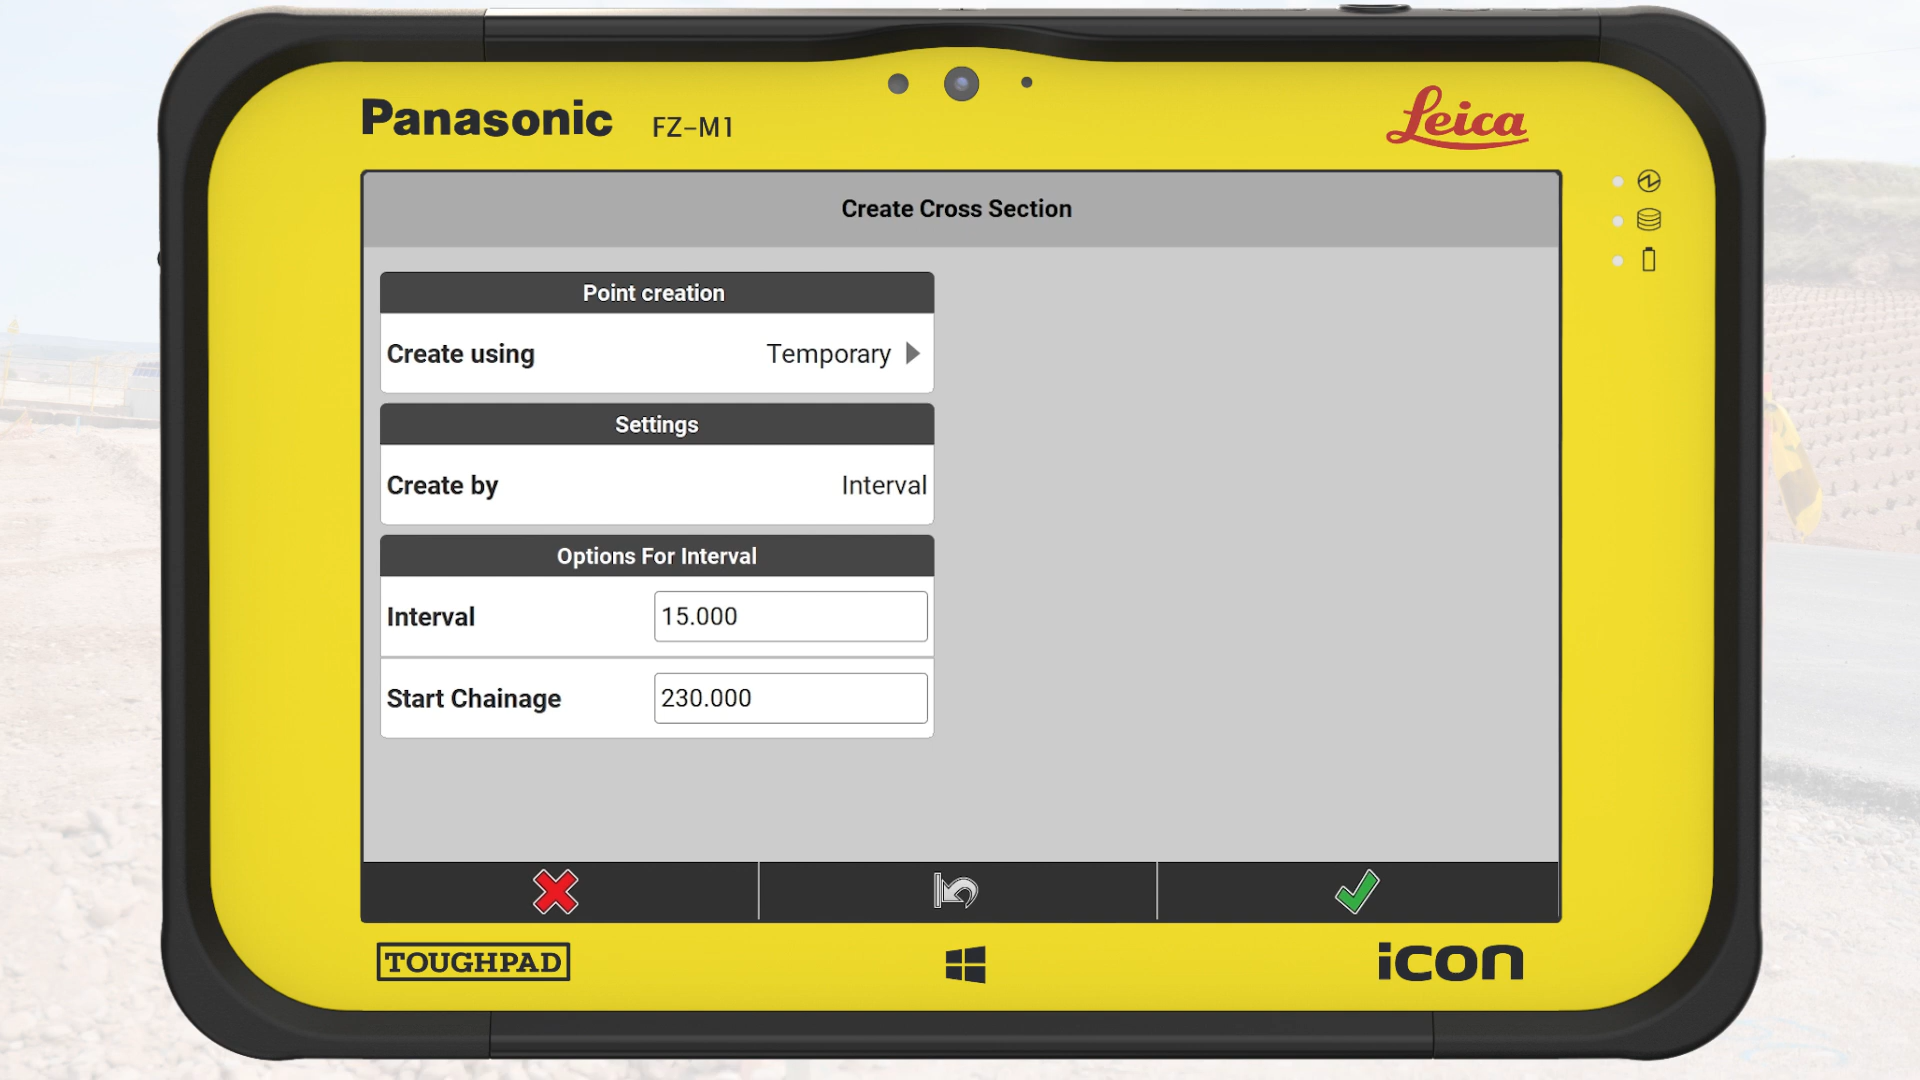 Panasonic FZ-M1 Leica
Create Cross Section
Point creation
Create using Temporary
Settings
Create by Interval
Options For Interval
Interval 15.000
Start Chainage 230.000
TOUGHPAD icon